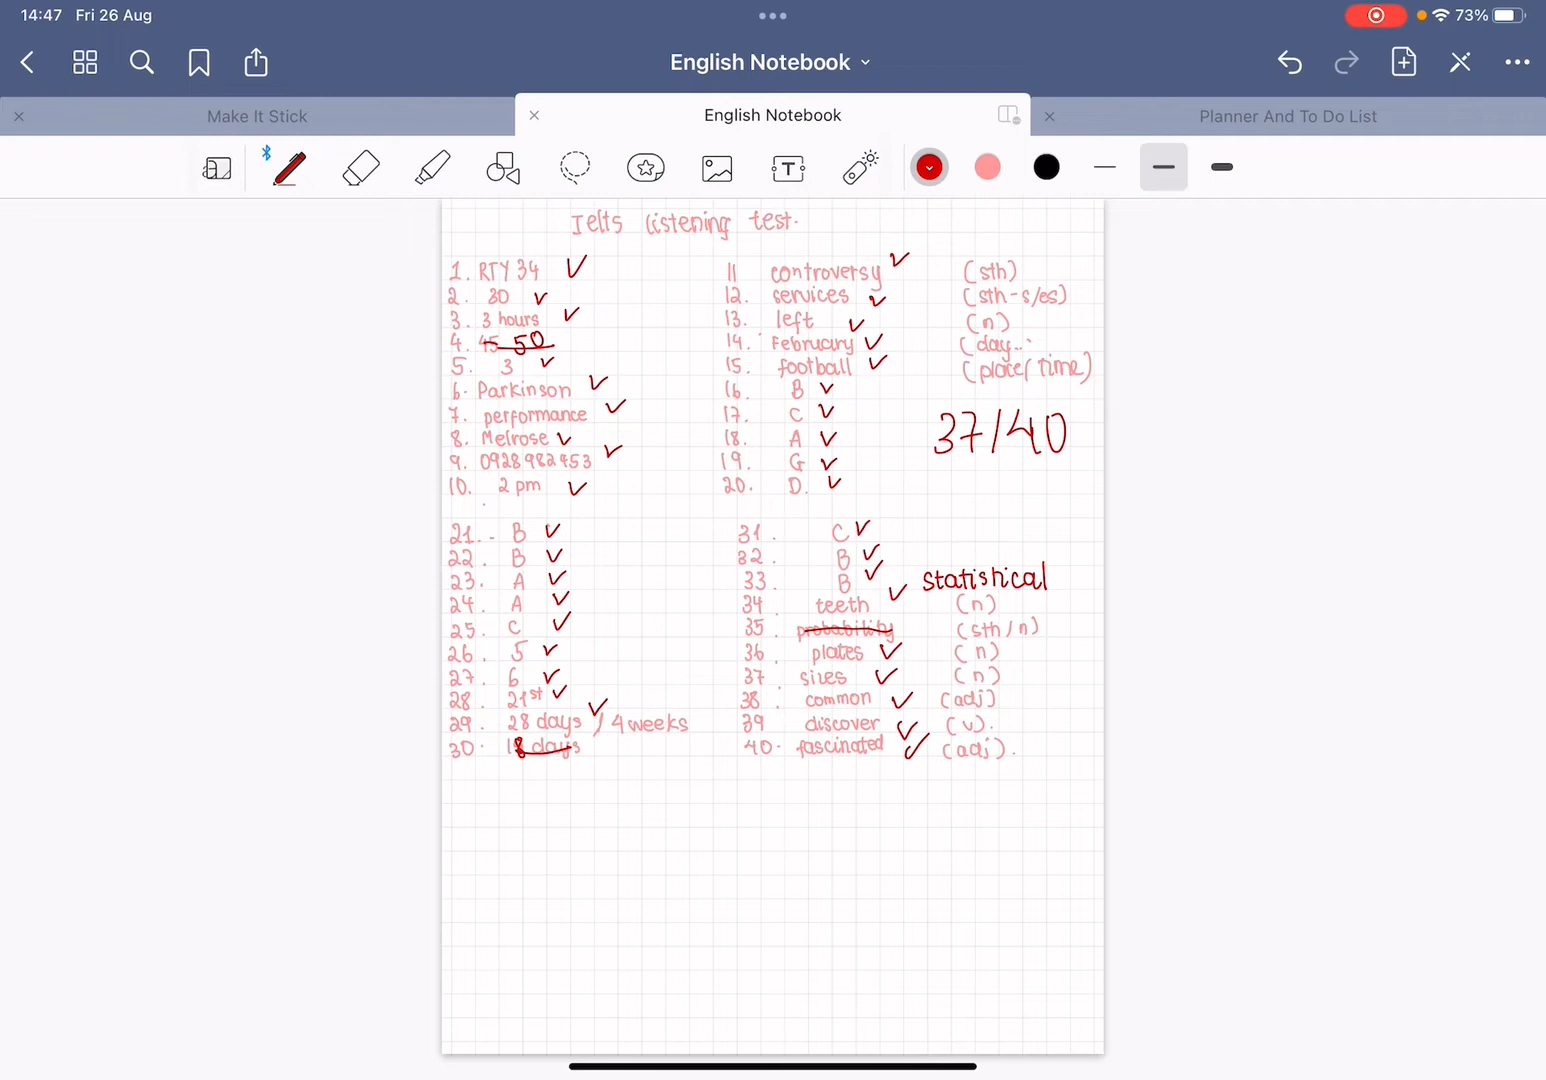 14:47 Fri 26 Aug
73%
English Notebook
Make It Stick
English Notebook
Planner And To Do List
T
Ielts listening test.
1. RTY 34
2. 30
3. 3 hours
4. 45 50
5. 3
6. Parkinson
7. performance
8. Melrose
9. 0928982453
10. 2 pm
11 controversy (sth)
12. services (sth-s/es)
13. left (n)
14. February (day..
15. football (place/time)
16. B
17. C
18. A
19. G
20. D.
37/40
21. B
22. B
23. A
24. A
25. C
26. 5
27. 6
28. 21st
29. 28 days / 4 weeks
30. 18 days
31. C
32. B
33. B statistical
34 teeth (n)
35. probability (sth/n)
36 plates (n)
37 sizes (n)
38. common (adj)
39 discover (v).
40. fascinated (adj).